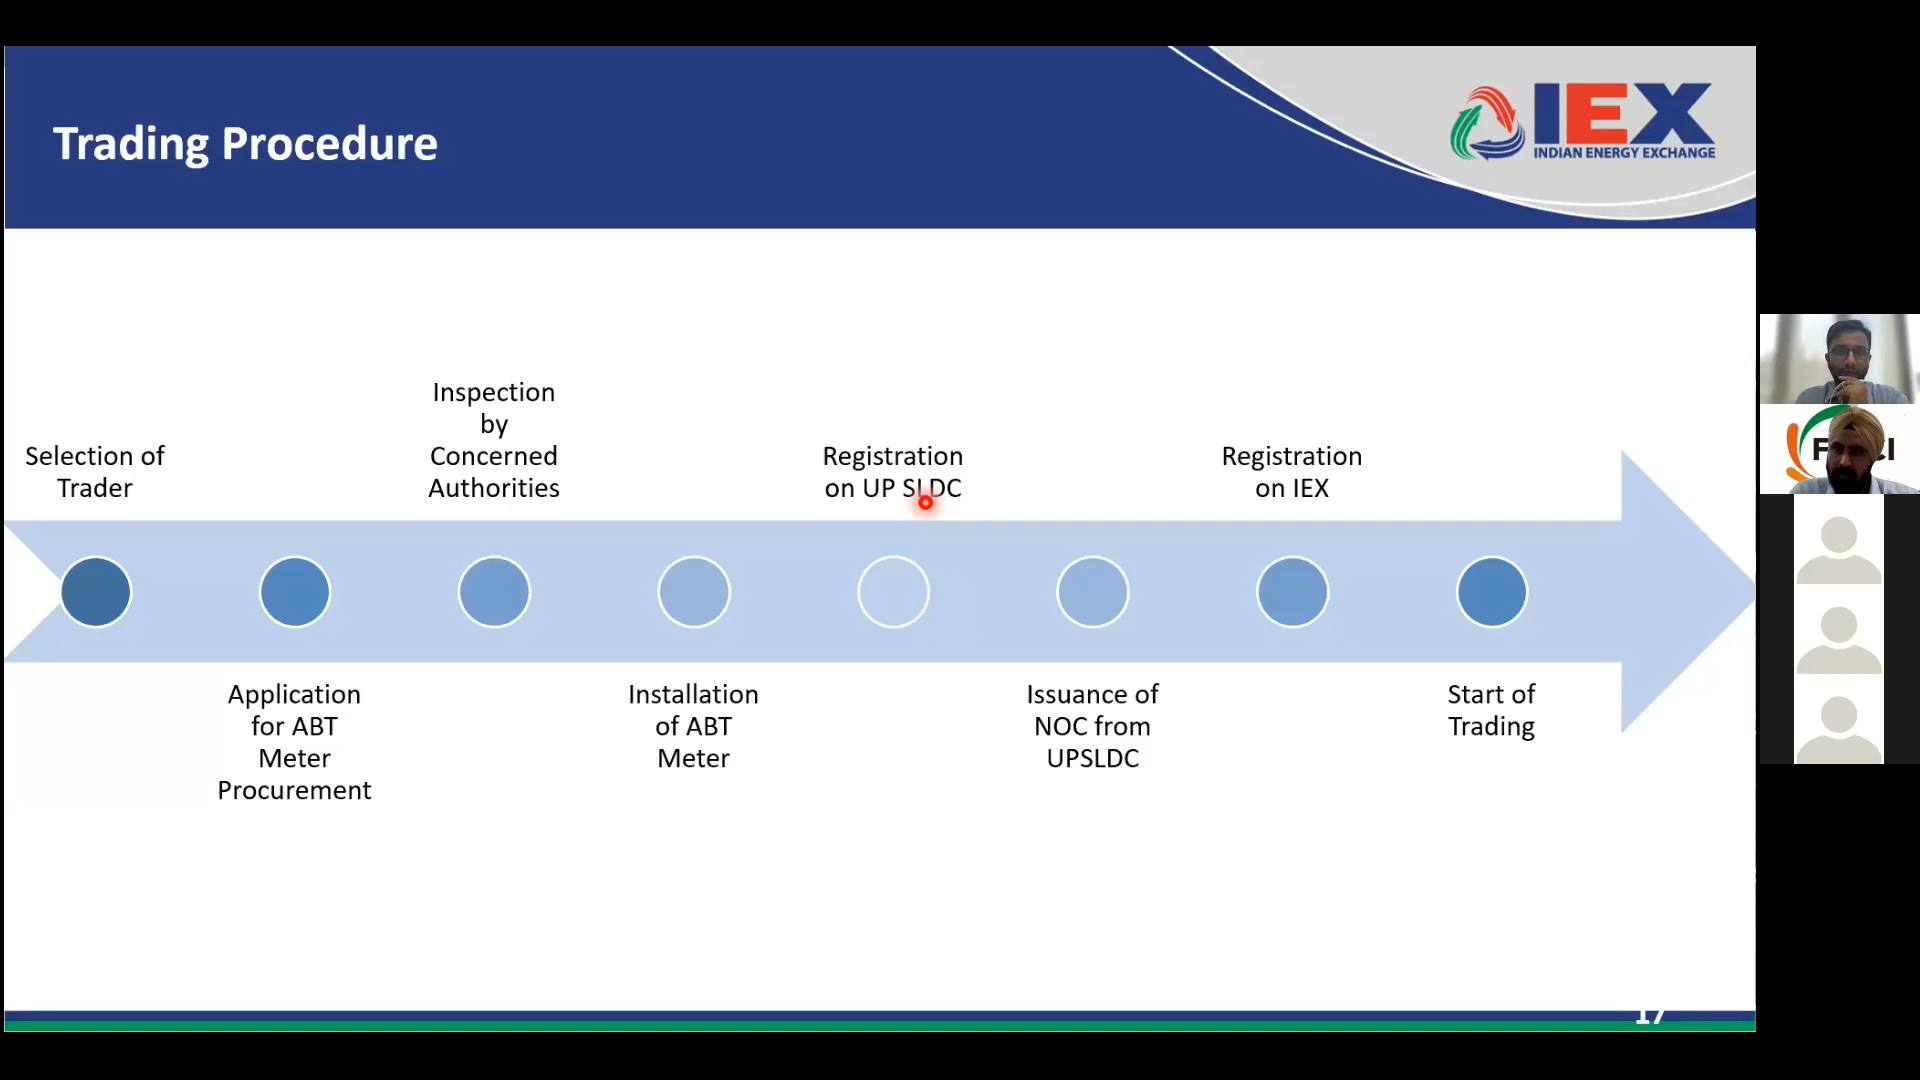 Trading Procedure
IEX
INDIAN ENERGY EXCHANGE
Selection of
Trader
Application
for ABT
Meter
Procurement
Inspection
by
Concerned
Authorities
Installation
of ABT
Meter
Registration
on UP SLDC
Issuance of
NOC from
UPSLDC
Registration
on IEX
Start of
Trading
17